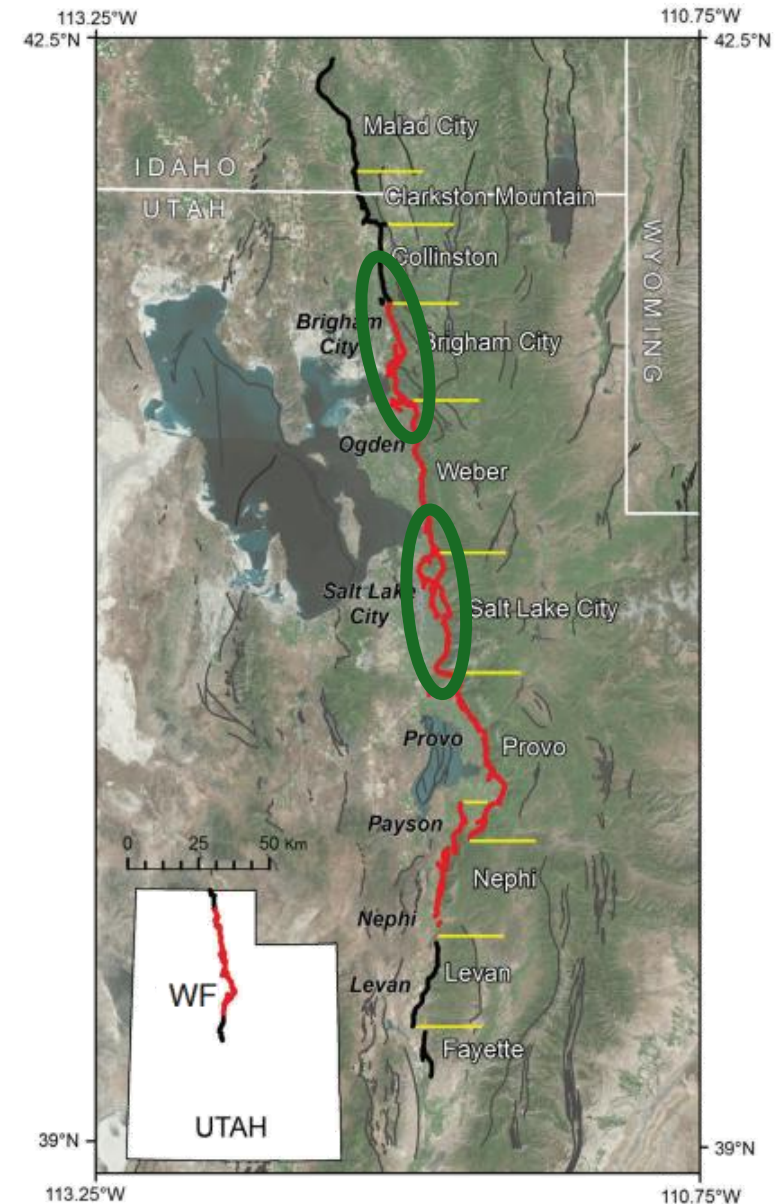 113.25°W
110.75°W
42.5°N
42.5°N
Malad City
IDAHO
UTAH
Clarkston Mountain
WYOMING
Collinston
Brigham
City
Brigham City
Ogden
Weber
Salt Lake
City
Salt Lake City
Provo
Provo
Payson
0 25 50 Km
Nephi
Nephi
Levan
Levan
WF
Fayette
UTAH
39°N
39°N
113.25°W
110.75°W